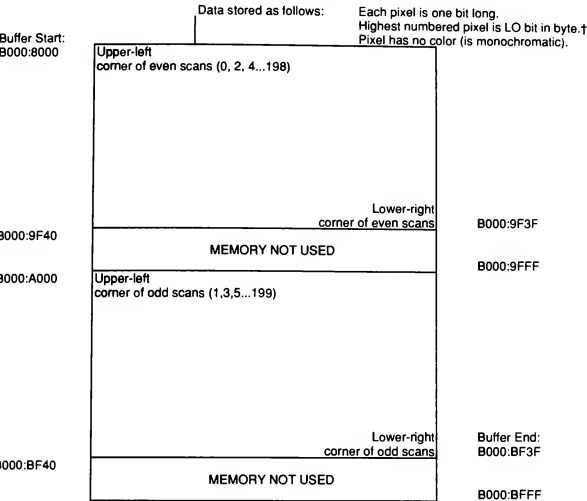 Data stored as follows:
Each pixel is one bit long.
Highest numbered pixel is LO bit in byte.†
Pixel has no color (is monochromatic).
Buffer Start:
B000:8000
Upper-left
corner of even scans (0, 2, 4...198)
Lower-right
corner of even scans
B000:9F3F
B000:9F40
MEMORY NOT USED
B000:9FFF
B000:A000
Upper-left
corner of odd scans (1,3,5...199)
Lower-right
corner of odd scans
Buffer End:
B000:BF3F
B000:BF40
MEMORY NOT USED
B000:BFFF